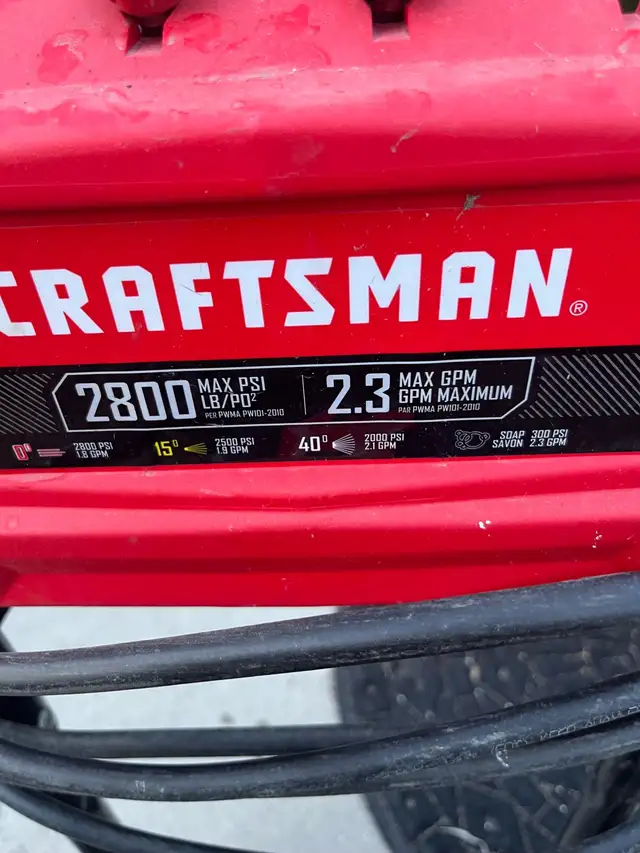 CRAFTSMAN®
2800 MAX PSI
LB/PO²
PER PWMA PW101-2010
2.3 MAX GPM
GPM MAXIMUM
PAR PWMA PW101-2010
0° 2800 PSI
1.8 GPM
15° 2500 PSI
1.9 GPM
40° 2000 PSI
2.1 GPM
SOAP 300 PSI
SAVON 2.3 GPM